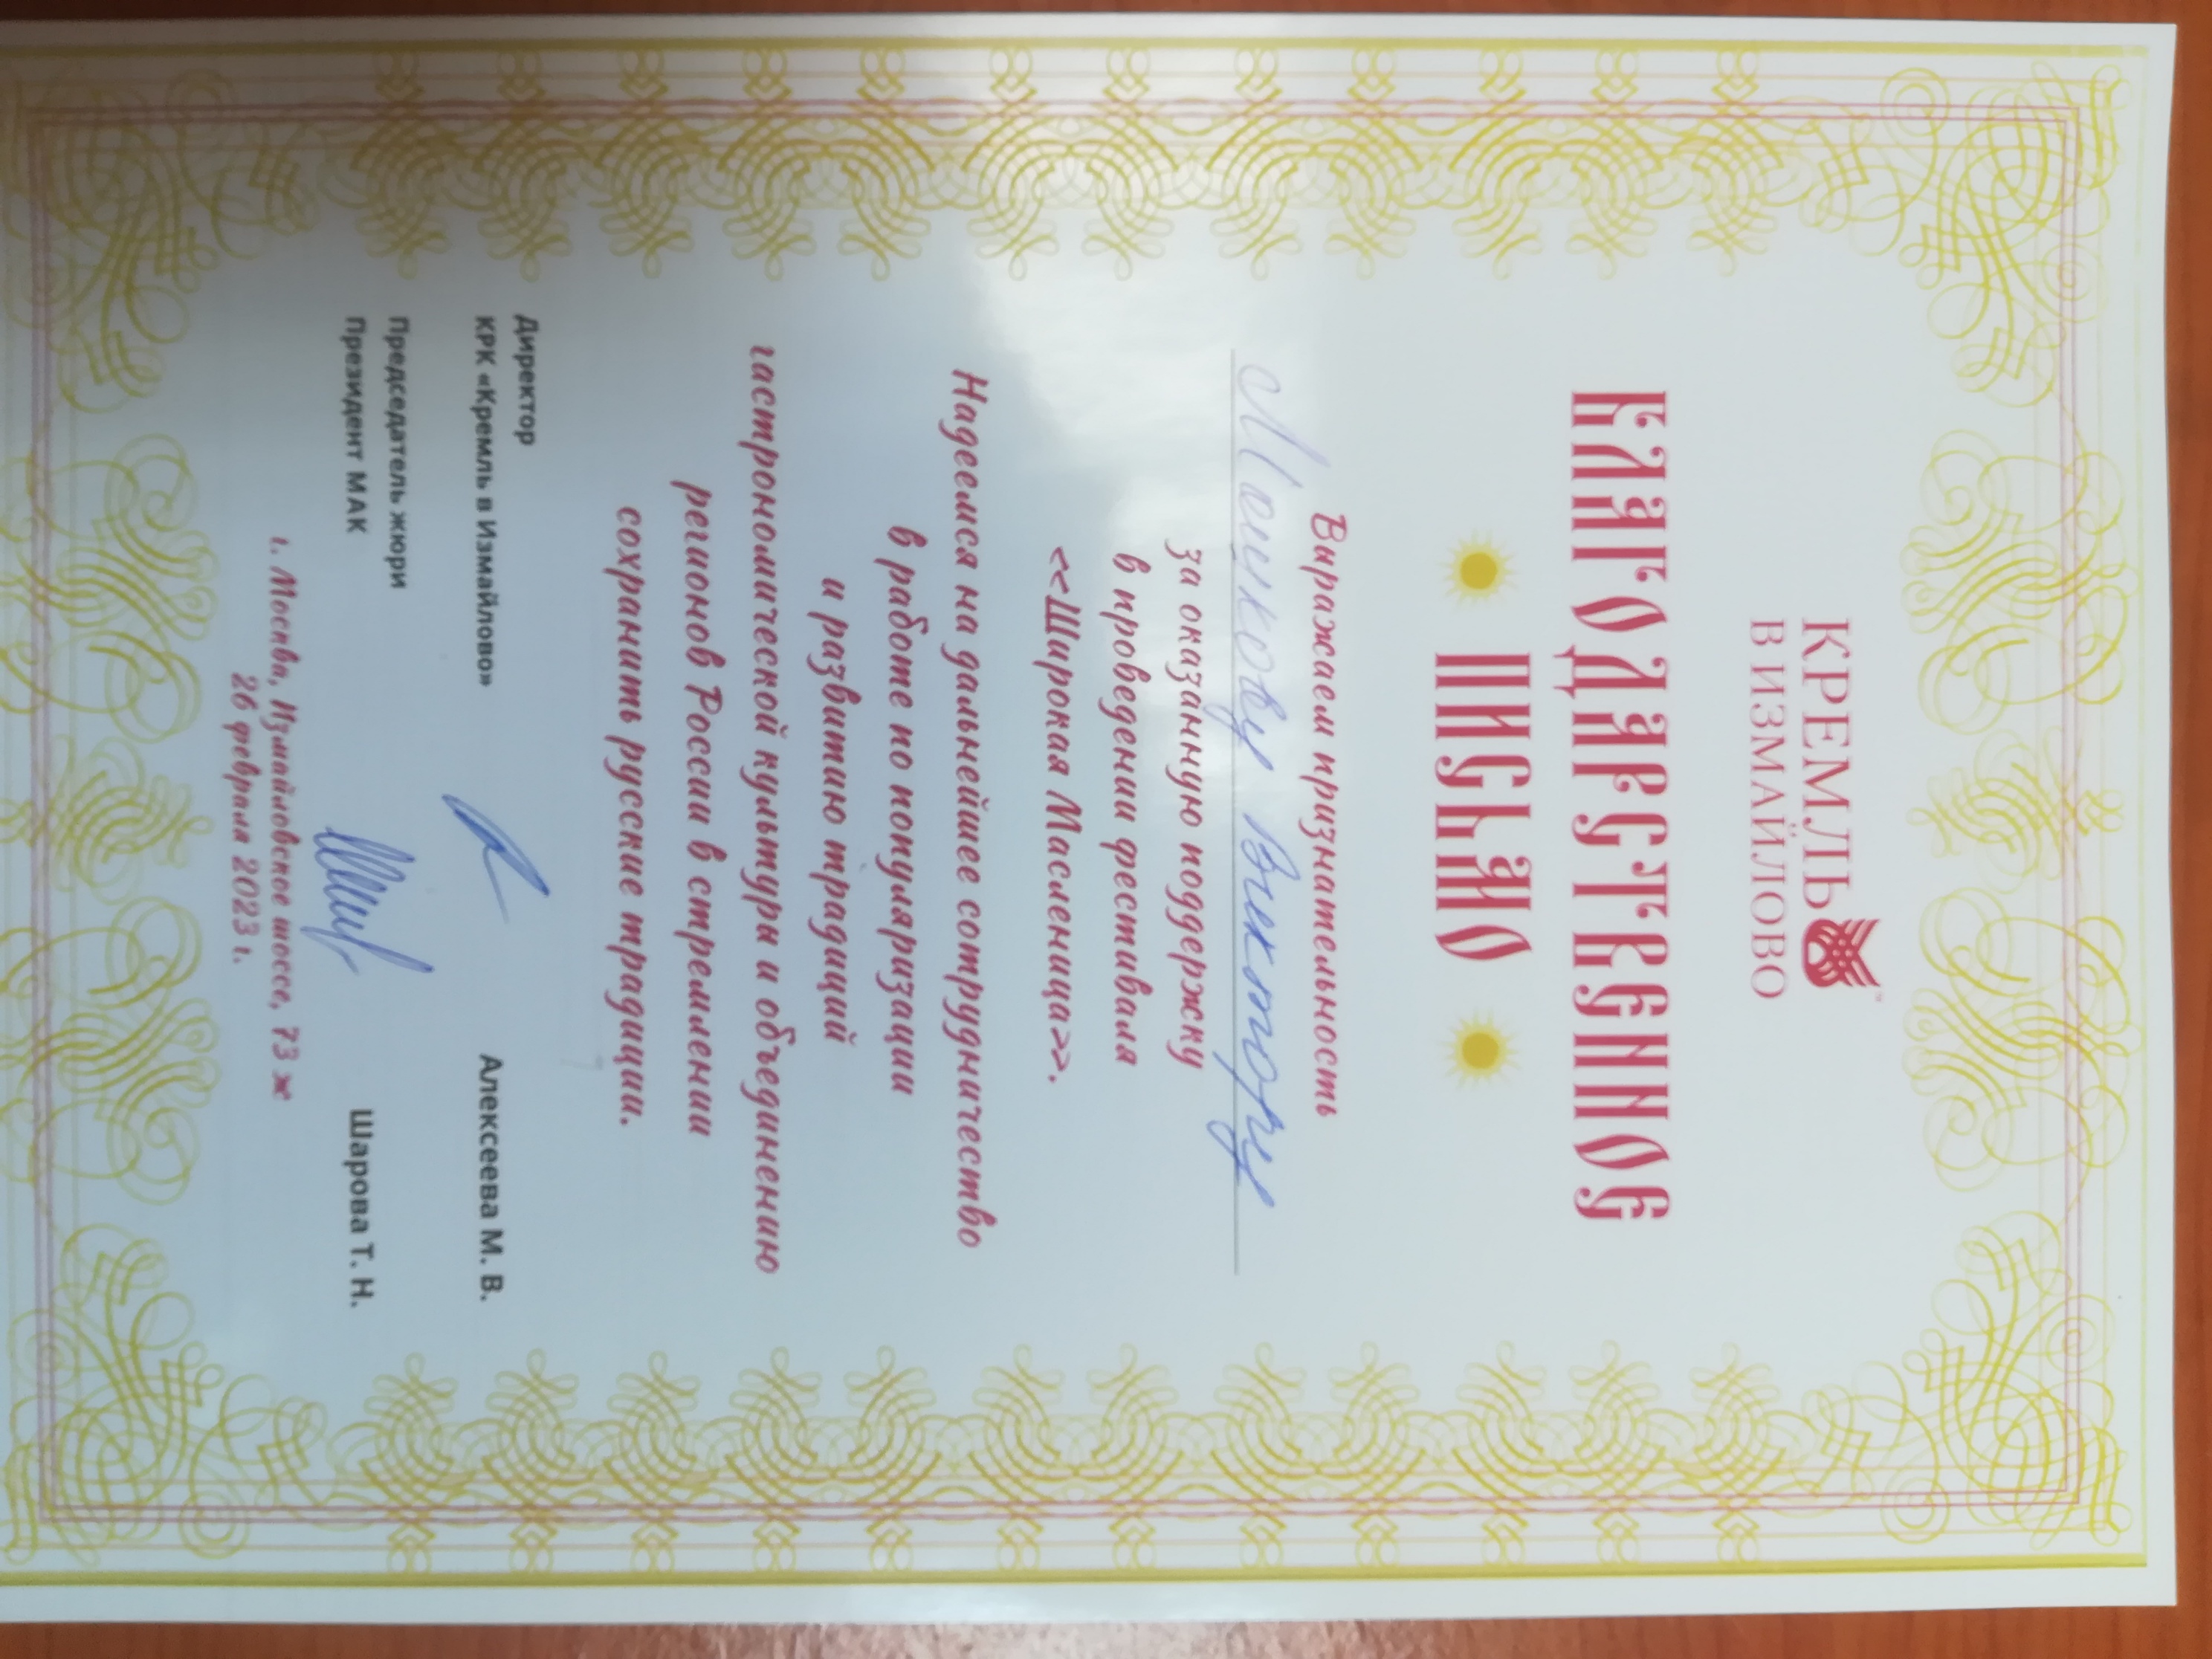 КРЕМЛЬ
В ИЗМАЙЛОВО
БЛАГОДАРСТВЕННОЕ
ПИСЬМО
Выражаем признательность
Мешкову Виктору
за оказанную поддержку
в проведении фестиваля
<<Широкая Масленица>>.
Надеемся на дальнейшее сотрудничество
в работе по популяризации
и развитию традиций
гастрономической культуры и объединению
регионов России в стремлении
сохранить русские традиции.
Директор
КРК «Кремль в Измайлово» Алексеева М. В.
Председатель жюри
Президент МАК Шарова Т. Н.
г. Москва, Измайловское шоссе, 73 ж
26 февраля 2023 г.